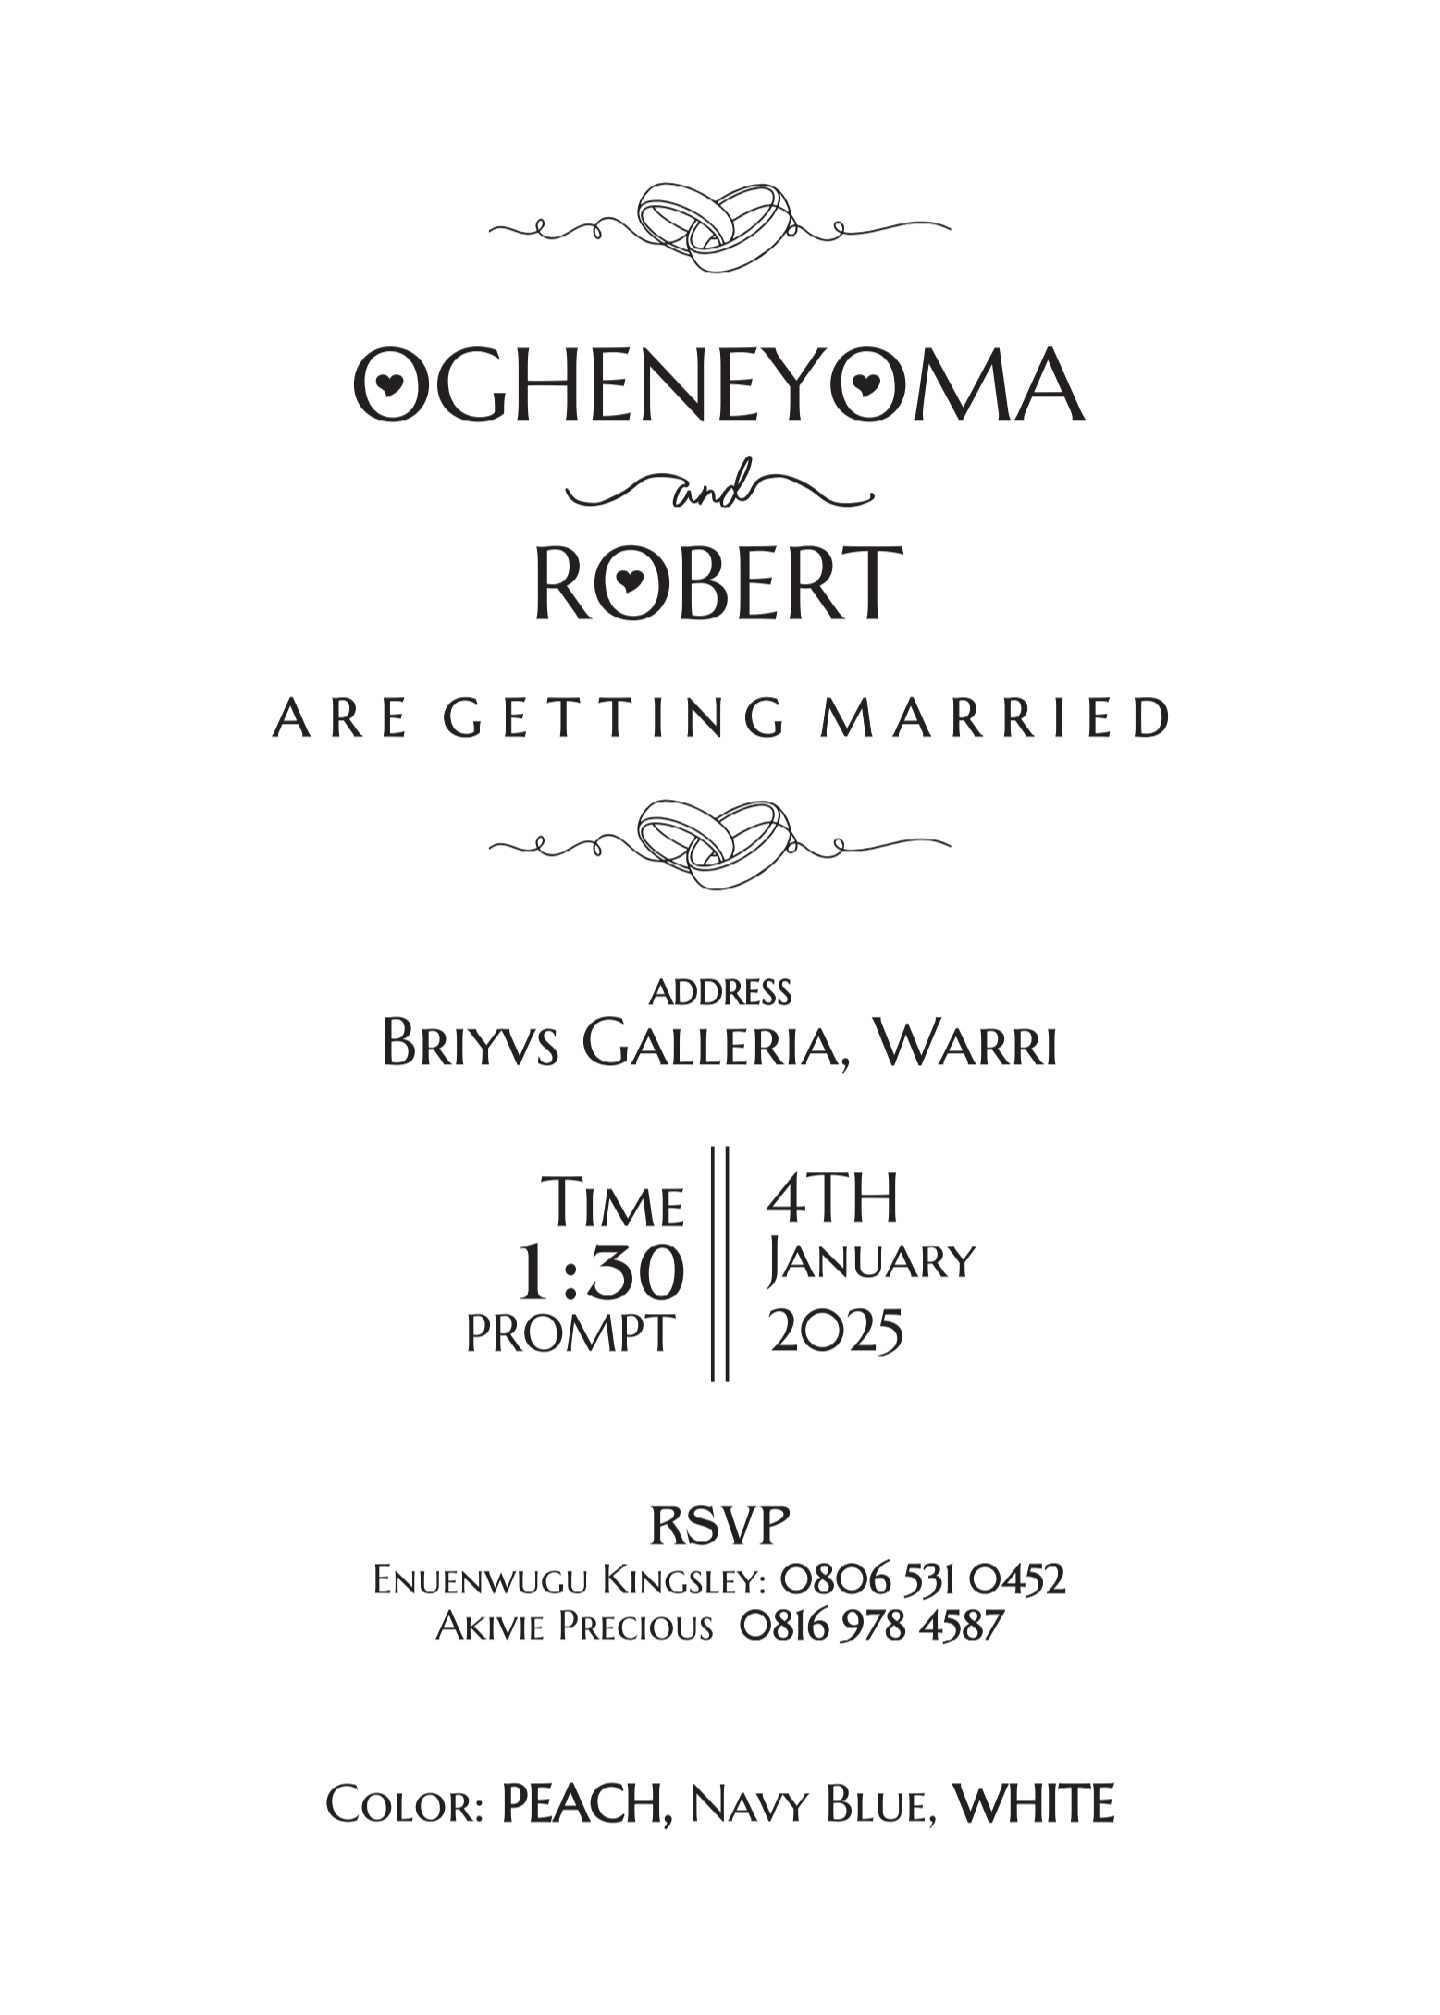 OGHENEYOMA
and
ROBERT
ARE GETTING MARRIED
ADDRESS
BRIYVS GALLERIA, WARRI
TIME
1:30
PROMPT
4TH
JANUARY
2025
RSVP
ENUENWUGU KINGSLEY: 0806 531 0452
AKIVIE PRECIOUS 0816 978 4587
COLOR: PEACH, NAVY BLUE, WHITE